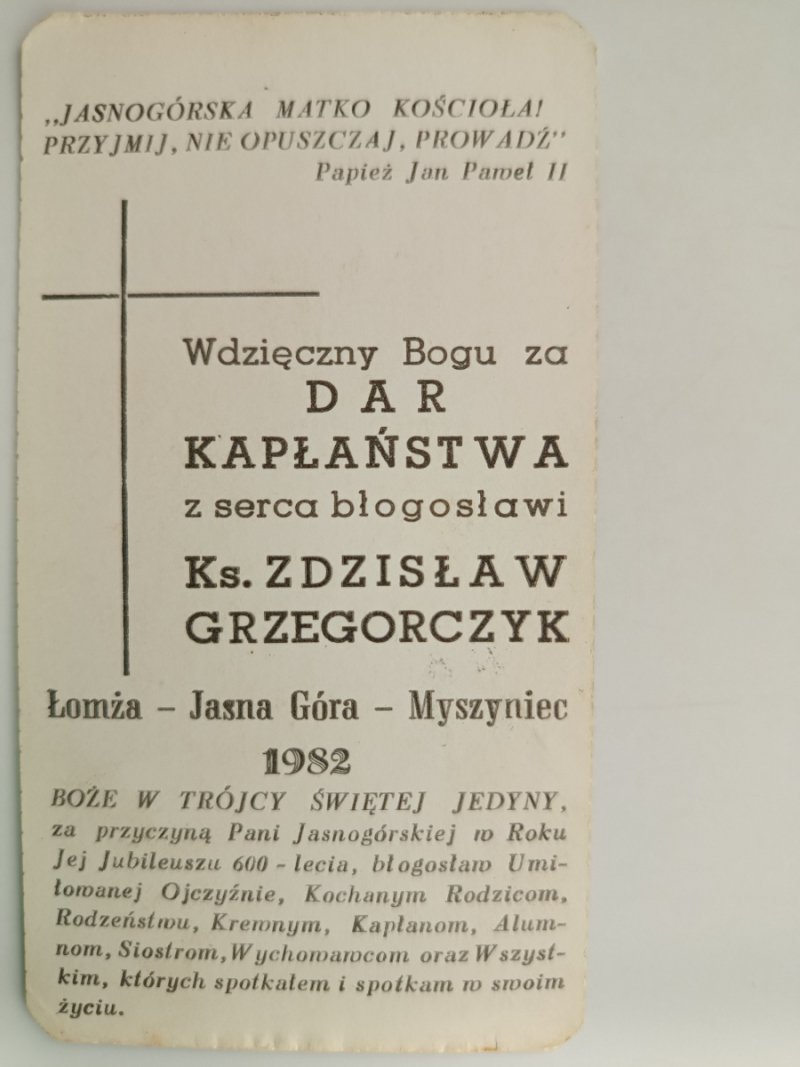 „JASNOGÓRSKA MATKO KOŚCIOŁA!
PRZYJMIJ, NIE OPUSZCZAJ, PROWADŹ”
Papież Jan Paweł II
Wdzięczny Bogu za
DAR
KAPŁAŃSTWA
z serca błogosławi
Ks. ZDZISŁAW
GRZEGORCZYK
Łomża – Jasna Góra – Myszyniec
1982
BOŻE W TRÓJCY ŚWIĘTEJ JEDYNY,
za przyczyną Pani Jasnogórskiej w Roku
Jej Jubileuszu 600 - lecia, błogosław Umi-
łowanej Ojczyźnie, Kochanym Rodzicom,
Rodzeństwu, Krewnym, Kapłanom, Alum-
nom, Siostrom, Wychowawcom oraz Wszyst-
kim, których spotkałem i spotkam w swoim
życiu.